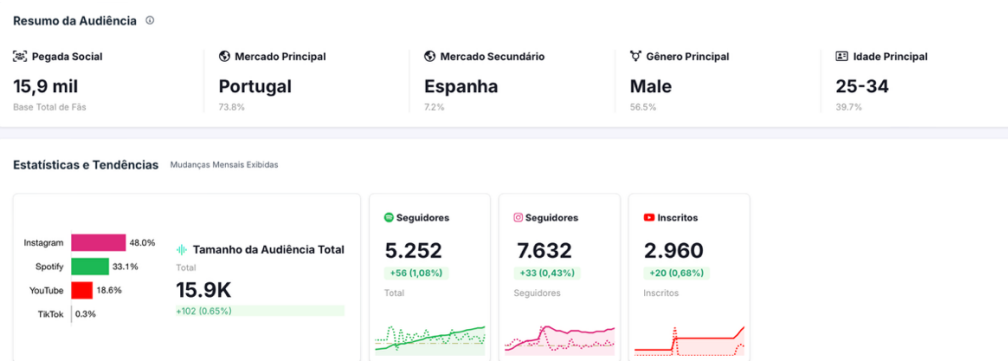 Resumo da Audiência
Pegada Social
15,9 mil
Base Total de Fãs
Mercado Principal
Portugal
73.8%
Mercado Secundário
Espanha
7.2%
Gênero Principal
Male
56.5%
Idade Principal
25-34
39.7%
Estatísticas e Tendências Mudanças Mensais Exibidas
Instagram 48.0%
Spotify 33.1%
YouTube 18.6%
TikTok 0.3%
Tamanho da Audiência Total
Total
15.9K
+102 (0.65%)
Seguidores
5.252
+56 (1,08%)
Total
Seguidores
7.632
+33 (0,43%)
Seguidores
Inscritos
2.960
+20 (0,68%)
Inscritos